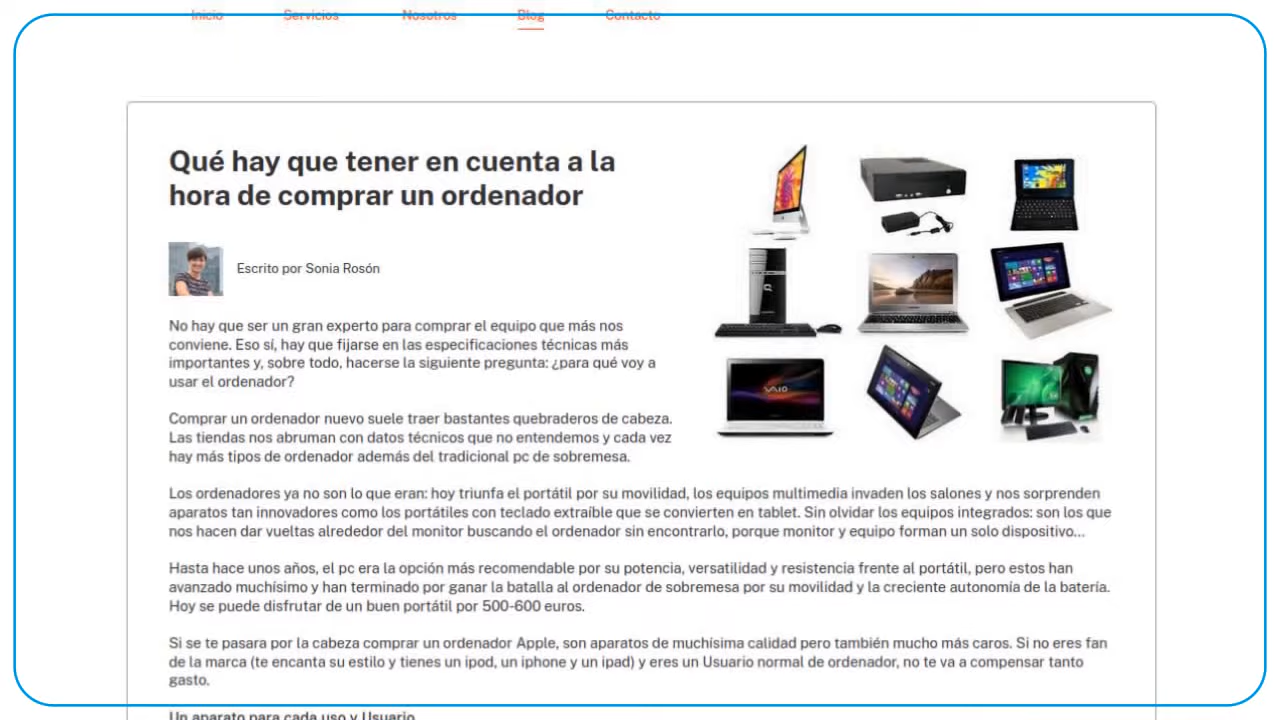 Inicio Servicios Nosotros Blog Contacto
Qué hay que tener en cuenta a la
hora de comprar un ordenador
Escrito por Sonia Rosón
No hay que ser un gran experto para comprar el equipo que más nos
conviene. Eso sí, hay que fijarse en las especificaciones técnicas más
importantes y, sobre todo, hacerse la siguiente pregunta: ¿para qué voy a
usar el ordenador?
Comprar un ordenador nuevo suele traer bastantes quebraderos de cabeza.
Las tiendas nos abruman con datos técnicos que no entendemos y cada vez
hay más tipos de ordenador además del tradicional pc de sobremesa.
VAIO
Los ordenadores ya no son lo que eran: hoy triunfa el portátil por su movilidad, los equipos multimedia invaden los salones y nos sorprenden
aparatos tan innovadores como los portátiles con teclado extraíble que se convierten en tablet. Sin olvidar los equipos integrados: son los que
nos hacen dar vueltas alrededor del monitor buscando el ordenador sin encontrarlo, porque monitor y equipo forman un solo dispositivo...
Hasta hace unos años, el pc era la opción más recomendable por su potencia, versatilidad y resistencia frente al portátil, pero estos han
avanzado muchísimo y han terminado por ganar la batalla al ordenador de sobremesa por su movilidad y la creciente autonomía de la batería.
Hoy se puede disfrutar de un buen portátil por 500-600 euros.
Si se te pasara por la cabeza comprar un ordenador Apple, son aparatos de muchísima calidad pero también mucho más caros. Si no eres fan
de la marca (te encanta su estilo y tienes un ipod, un iphone y un ipad) y eres un Usuario normal de ordenador, no te va a compensar tanto
gasto.
Un aparato para cada uso y Usuario